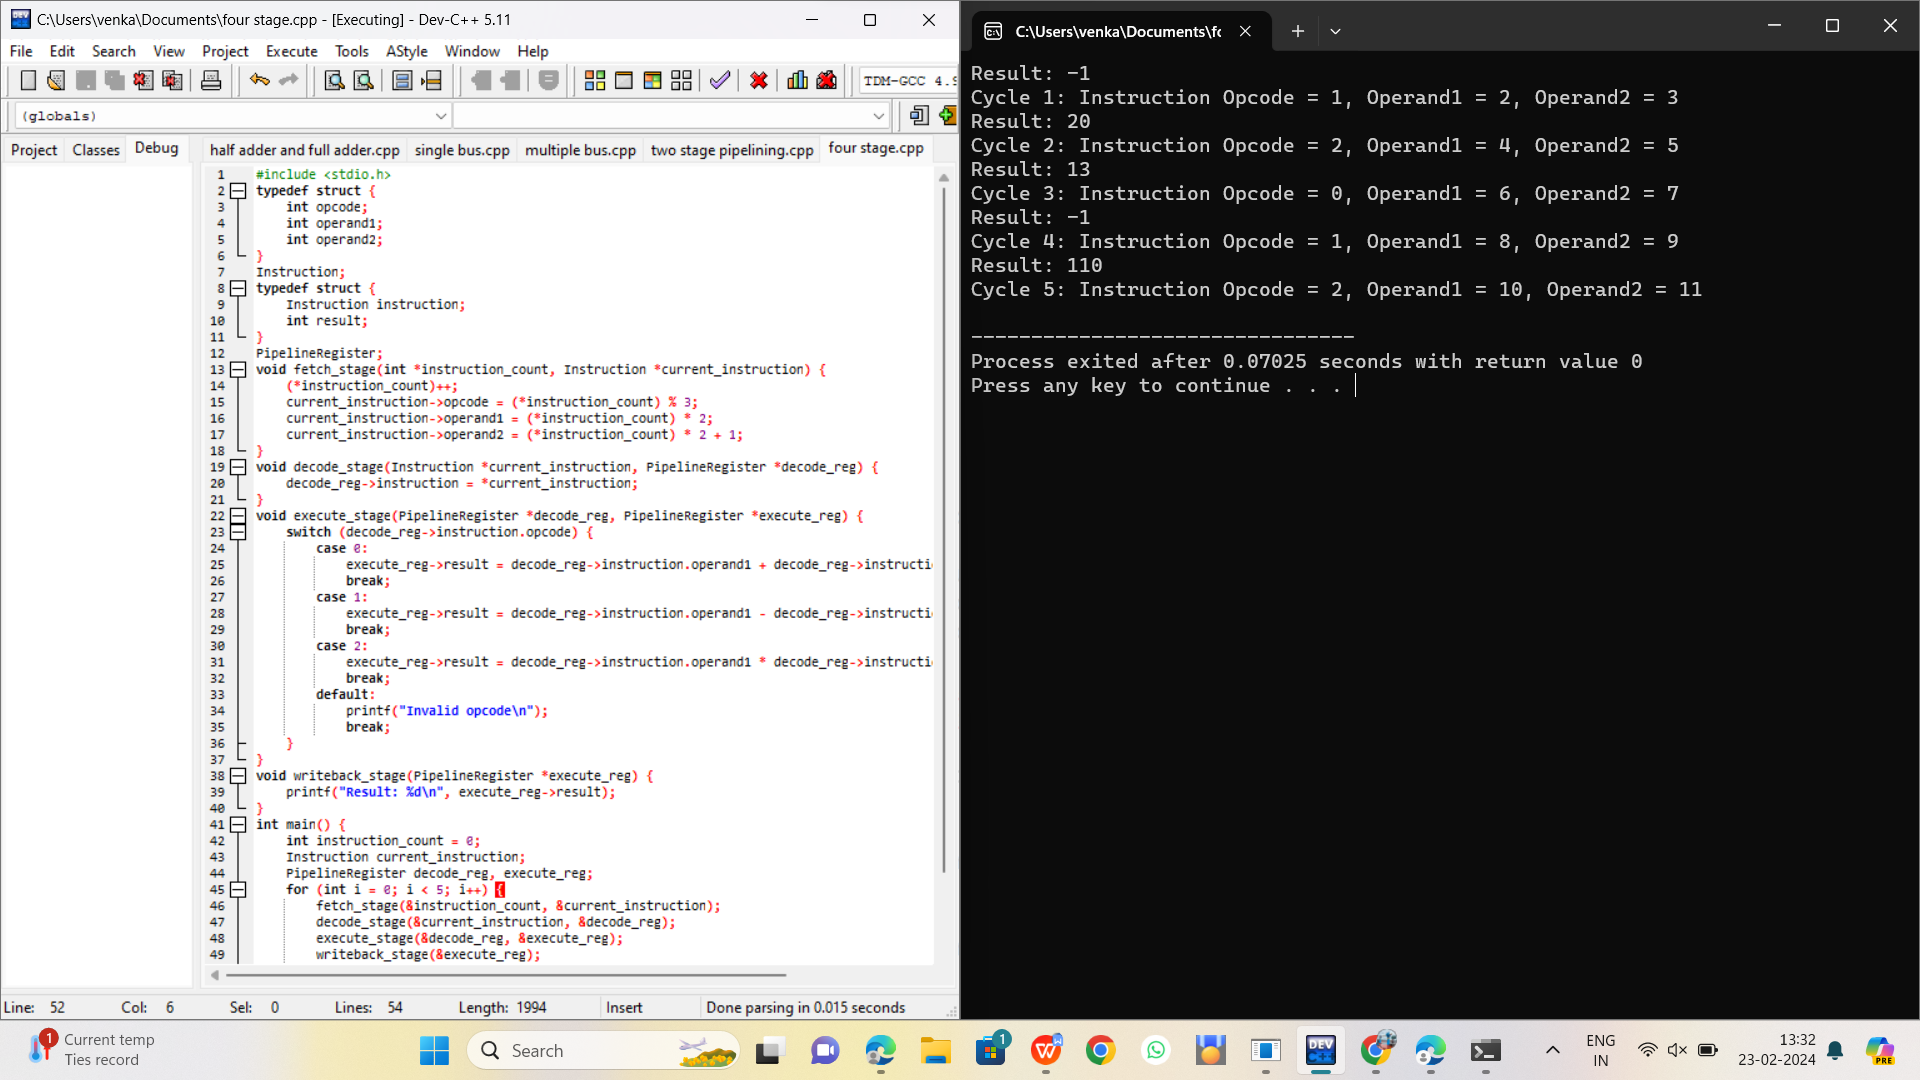 C:\Users\venka\Documents\four stage.cpp - [Executing] - Dev-C++ 5.11
File Edit Search View Project Execute Tools AStyle Window Help
TDM-GCC 4.9
(globals)
Project Classes Debug
half adder and full adder.cpp single bus.cpp multiple bus.cpp two stage pipelining.cpp four stage.cpp
1 #include <stdio.h>
2 typedef struct {
3 int opcode;
4 int operand1;
5 int operand2;
6 }
7 Instruction;
8 typedef struct {
9 Instruction instruction;
10 int result;
11 }
12 PipelineRegister;
13 void fetch_stage(int *instruction_count, Instruction *current_instruction) {
14 (*instruction_count)++;
15 current_instruction->opcode = (*instruction_count) % 3;
16 current_instruction->operand1 = (*instruction_count) * 2;
17 current_instruction->operand2 = (*instruction_count) * 2 + 1;
18 }
19 void decode_stage(Instruction *current_instruction, PipelineRegister *decode_reg) {
20 decode_reg->instruction = *current_instruction;
21 }
22 void execute_stage(PipelineRegister *decode_reg, PipelineRegister *execute_reg) {
23 switch (decode_reg->instruction.opcode) {
24 case 0:
25 execute_reg->result = decode_reg->instruction.operand1 + decode_reg->instructi
26 break;
27 case 1:
28 execute_reg->result = decode_reg->instruction.operand1 - decode_reg->instructi
29 break;
30 case 2:
31 execute_reg->result = decode_reg->instruction.operand1 * decode_reg->instructi
32 break;
33 default:
34 printf("Invalid opcode\n");
35 break;
36 }
37 }
38 void writeback_stage(PipelineRegister *execute_reg) {
39 printf("Result: %d\n", execute_reg->result);
40 }
41 int main() {
42 int instruction_count = 0;
43 Instruction current_instruction;
44 PipelineRegister decode_reg, execute_reg;
45 for (int i = 0; i < 5; i++) {
46 fetch_stage(&instruction_count, &current_instruction);
47 decode_stage(&current_instruction, &decode_reg);
48 execute_stage(&decode_reg, &execute_reg);
49 writeback_stage(&execute_reg);
Line: 52 Col: 6 Sel: 0 Lines: 54 Length: 1994 Insert Done parsing in 0.015 seconds
C:\Users\venka\Documents\fo
Result: -1
Cycle 1: Instruction Opcode = 1, Operand1 = 2, Operand2 = 3
Result: 20
Cycle 2: Instruction Opcode = 2, Operand1 = 4, Operand2 = 5
Result: 13
Cycle 3: Instruction Opcode = 0, Operand1 = 6, Operand2 = 7
Result: -1
Cycle 4: Instruction Opcode = 1, Operand1 = 8, Operand2 = 9
Result: 110
Cycle 5: Instruction Opcode = 2, Operand1 = 10, Operand2 = 11
--------------------------------
Process exited after 0.07025 seconds with return value 0
Press any key to continue . . .
1
Current temp
Ties record
Search
DEV
1
ENG
IN
13:32
23-02-2024
PRE